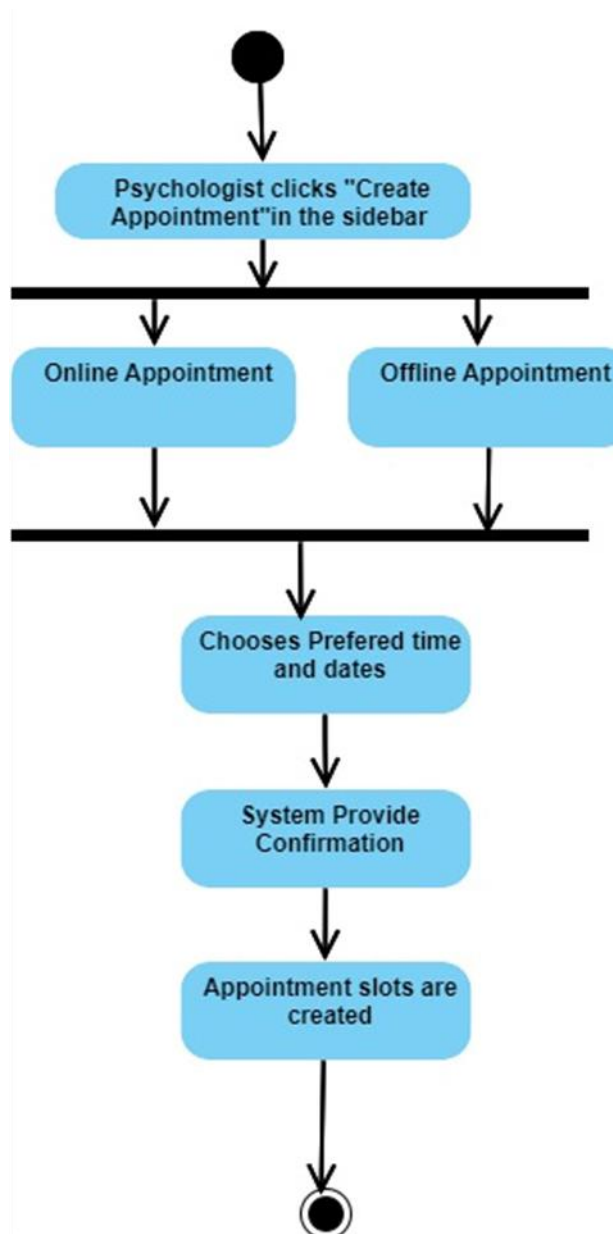 Psychologist clicks "Create
Appointment"in the sidebar
Online Appointment
Offline Appointment
Chooses Prefered time
and dates
System Provide
Confirmation
Appointment slots are
created